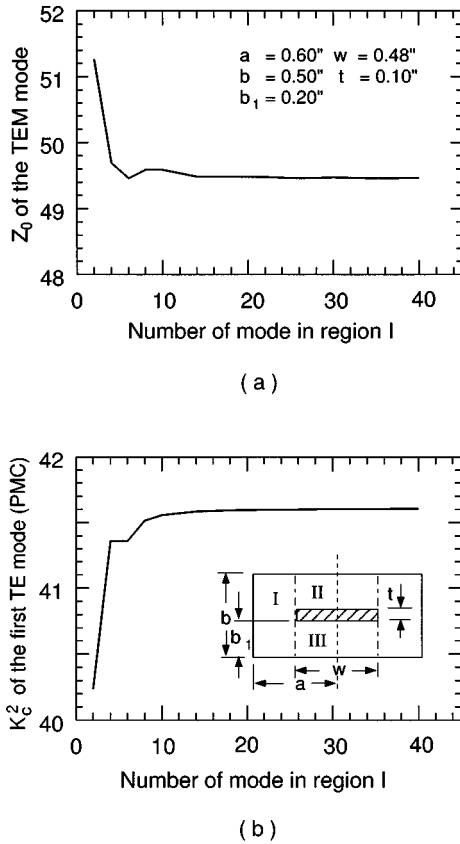 52
51
50
49
48
Z₀ of the TEM mode
a = 0.60" w = 0.48"
b = 0.50" t = 0.10"
b₁ = 0.20"
0 10 20 30 40
Number of mode in region I
( a )
42
41
40
K_c² of the first TE mode (PMC)
I II t
b
b₁ III
a w
0 10 20 30 40
Number of mode in region I
( b )